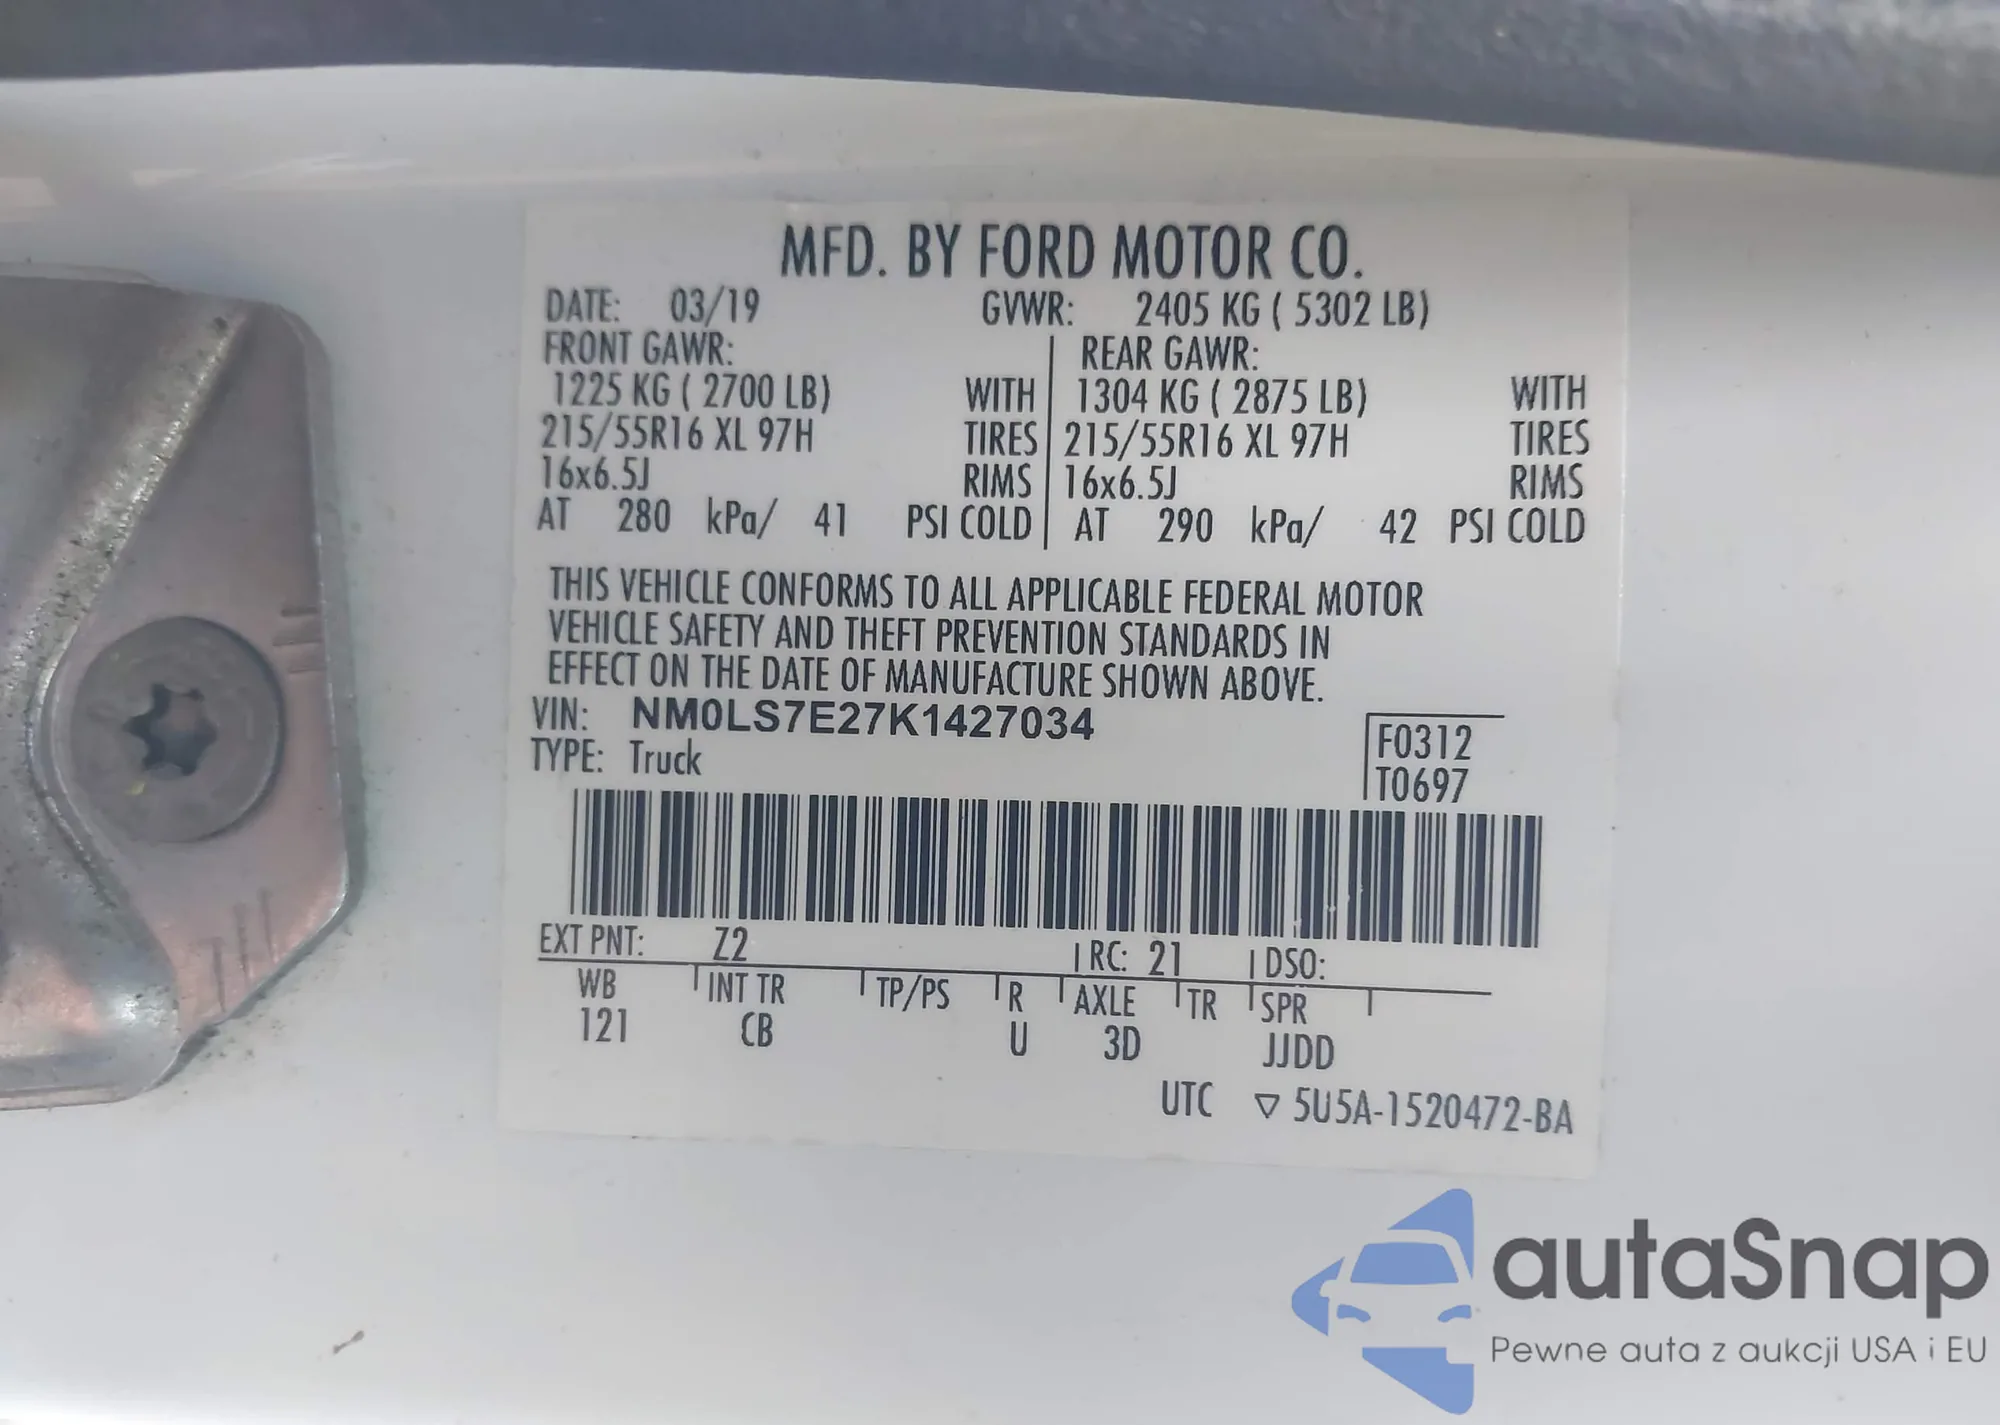 MFD. BY FORD MOTOR CO.
DATE: 03/19 GVWR: 2405 KG ( 5302 LB)
FRONT GAWR: REAR GAWR:
1225 KG ( 2700 LB) WITH 1304 KG ( 2875 LB) WITH
215/55R16 XL 97H TIRES 215/55R16 XL 97H TIRES
16x6.5J RIMS 16x6.5J RIMS
AT 280 kPa/ 41 PSI COLD AT 290 kPa/ 42 PSI COLD
THIS VEHICLE CONFORMS TO ALL APPLICABLE FEDERAL MOTOR
VEHICLE SAFETY AND THEFT PREVENTION STANDARDS IN
EFFECT ON THE DATE OF MANUFACTURE SHOWN ABOVE.
VIN: NM0LS7E27K1427034
F0312
TYPE: Truck
T0697
EXT PNT: Z2 RC: 21 DSO:
WB INT TR TP/PS R AXLE TR SPR
121 CB U 3D JJDD
UTC ▽ 5U5A-1520472-BA
autaSnap
Pewne auta z aukcji USA i EU